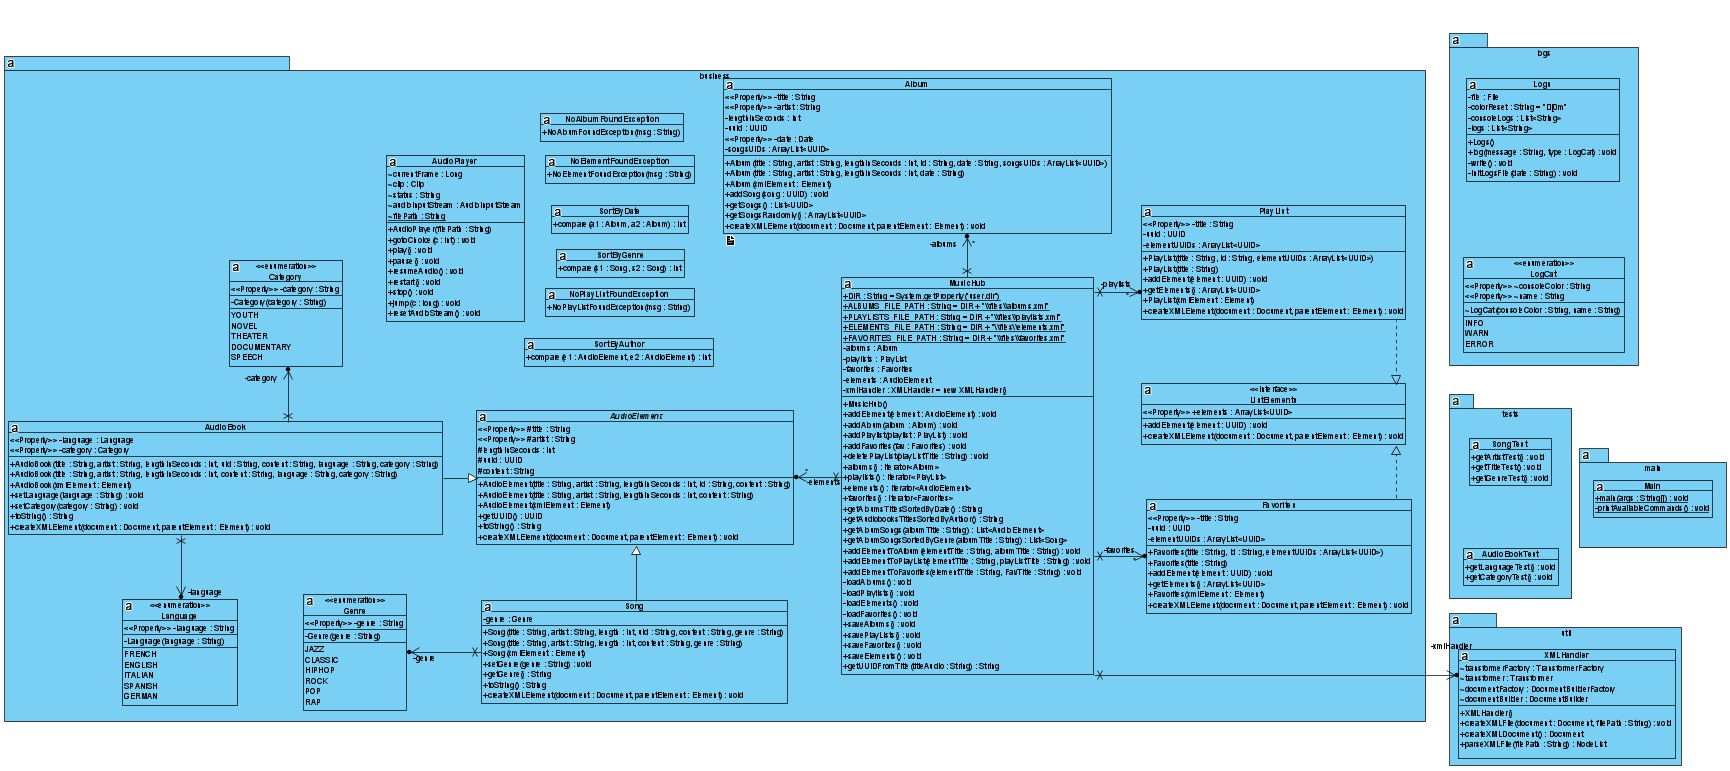 business
Album
<<Property>> -title : String
<<Property>> -artist : String
-lengthInSeconds : int
-uuid : UUID
<<Property>> -date : Date
-songsUIDs : ArrayList<UUID>
+Album (title : String, artist : String, lengthInSeconds : int, id : String, date : String, songsUIDs : ArrayList<UUID>)
+Album (title : String, artist : String, lengthInSeconds : int, date : String)
+Album (xmlElement : Element)
+addSong(song : UUID) : void
+getSongs() : List<UUID>
+getSongsRandomly() : ArrayList<UUID>
+createXMLElement(document : Document, parentElement : Element) : void
NoAlbumFoundException
+NoAlbumFoundException(msg : String)
NoElementFoundException
+NoElementFoundException(msg : String)
SortByDate
+compare(a1 : Album, a2 : Album) : int
SortByGenre
+compare(s1 : Song, s2 : Song) : int
NoPlayListFoundException
+NoPlayListFoundException(msg : String)
SortByAuthor
+compare(e1 : AudioElement, e2 : AudioElement) : int
AudioPlayer
~currentFrame : Long
~clip : Clip
~status : String
~audioInputStream : AudioInputStream
~filePath : String
+AudioPlayer(filePath : String)
+gotoChoice(c : int) : void
+play() : void
+pause() : void
+resumeAudio() : void
+restart() : void
+stop() : void
+jump(c : long) : void
+resetAudioStream() : void
<<enumeration>>
Category
<<Property>> -category : String
-Category(category : String)
YOUTH
NOVEL
THEATER
DOCUMENTARY
SPEECH
-category
AudioBook
<<Property>> -language : Language
<<Property>> -category : Category
+AudioBook(title : String, artist : String, lengthInSeconds : int, uid : String, content : String, language : String, category : String)
+AudioBook(title : String, artist : String, lengthInSeconds : int, content : String, language : String, category : String)
+AudioBook(xmlElement : Element)
+setLanguage(language : String) : void
+setCategory(category : String) : void
+toString() : String
+createXMLElement(document : Document, parentElement : Element) : void
-language
<<enumeration>>
Language
<<Property>> -language : String
-Language(language : String)
FRENCH
ENGLISH
ITALIAN
SPANISH
GERMAN
<<enumeration>>
Genre
<<Property>> -genre : String
-Genre(genre : String)
JAZZ
CLASSIC
HIPHOP
ROCK
POP
RAP
-genre
AudioElement
<<Property>> #title : String
<<Property>> #artist : String
#lengthInSeconds : int
#uuid : UUID
#content : String
+AudioElement(title : String, artist : String, lengthInSeconds : int, id : String, content : String)
+AudioElement(title : String, artist : String, lengthInSeconds : int, content : String)
+AudioElement(xmlElement : Element)
+getUUID() : UUID
+toString() : String
+createXMLElement(document : Document, parentElement : Element) : void
Song
-genre : Genre
+Song(title : String, artist : String, length : int, uid : String, content : String, genre : String)
+Song(title : String, artist : String, length : int, content : String, genre : String)
+Song(xmlElement : Element)
+setGenre(genre : String) : void
+getGenre() : String
+toString() : String
+createXMLElement(document : Document, parentElement : Element) : void
-albums *
MusicHub
+DIR : String = System.getProperty("user.dir")
+ALBUMS_FILE_PATH : String = DIR + "\\files\\albums.xml"
+PLAYLISTS_FILE_PATH : String = DIR + "\\files\\playlists.xml"
+ELEMENTS_FILE_PATH : String = DIR + "\\files\\elements.xml"
+FAVORITES_FILE_PATH : String = DIR + "\\files\\favorites.xml"
-albums : Album
-playlists : PlayList
-favorites : Favorites
-elements : AudioElement
-xmlHandler : XMLHandler = new XMLHandler()
+MusicHub()
+addElement(element : AudioElement) : void
+addAlbum(album : Album) : void
+addPlaylist(playlist : PlayList) : void
+addFavorites(fav : Favorites) : void
+deletePlayList(playListTitle : String) : void
+albums() : Iterator<Album>
+playlists() : Iterator<PlayList>
+elements() : Iterator<AudioElement>
+favorites() : Iterator<Favorites>
+getAlbumsTitlesSortedByDate() : String
+getAudiobooksTitlesSortedByAuthor() : String
+getAlbumSongs(albumTitle : String) : List<AudioElement>
+getAlbumSongsSortedByGenre(albumTitle : String) : List<Song>
+addElementToAlbum(elementTitle : String, albumTitle : String) : void
+addElementToPlayList(elementTitle : String, playListTitle : String) : void
+addElementToFavorites(elementTitle : String, FavTitle : String) : void
-loadAlbums() : void
-loadPlaylists() : void
-loadElements() : void
-loadFavorites() : void
+saveAlbums() : void
+savePlayLists() : void
+saveFavorites() : void
+saveElements() : void
+getUUIDFromTitle(titleAudio : String) : String
-elements *
-playlists
-favorites
PlayList
<<Property>> -title : String
-uuid : UUID
-elementUUIDs : ArrayList<UUID>
+PlayList(title : String, id : String, elementUUIDs : ArrayList<UUID>)
+PlayList(title : String)
+addElement(element : UUID) : void
+getElements() : ArrayList<UUID>
+PlayList(xmlElement : Element)
+createXMLElement(document : Document, parentElement : Element) : void
<<Interface>>
ListElements
<<Property>> +elements : ArrayList<UUID>
+addElement(element : UUID) : void
+createXMLElement(document : Document, parentElement : Element) : void
Favorites
<<Property>> -title : String
-uuid : UUID
-elementUUIDs : ArrayList<UUID>
+Favorites(title : String, id : String, elementUUIDs : ArrayList<UUID>)
+Favorites(title : String)
+addElement(element : UUID) : void
+getElements() : ArrayList<UUID>
+Favorites(xmlElement : Element)
+createXMLElement(document : Document, parentElement : Element) : void
-xmlHandler
logs
Logs
-file : File
-colorReset : String =
-consoleLogs : List<String>
-logs : List<String>
+Logs()
+log(message : String, type : LogCat) : void
-write() : void
-initLogsFile(date : String) : void
<<enumeration>>
LogCat
<<Property>> ~consoleColor : String
<<Property>> ~name : String
~LogCat(consoleColor : String, name : String)
INFO
WARN
ERROR
tests
SongTest
+getArtistTest() : void
+getTitleTest() : void
+getGenreTest() : void
AudioBookTest
+getLanguageTest() : void
+getCategoryTest() : void
main
Main
+main(args : String[]) : void
-printAvailableCommands() : void
util
XMLHandler
~transformerFactory : TransformerFactory
~transformer : Transformer
~documentFactory : DocumentBuilderFactory
~documentBuilder : DocumentBuilder
+XMLHandler()
+createXMLFile(document : Document, filePath : String) : void
+createXMLDocument() : Document
+parseXMLFile(filePath : String) : NodeList